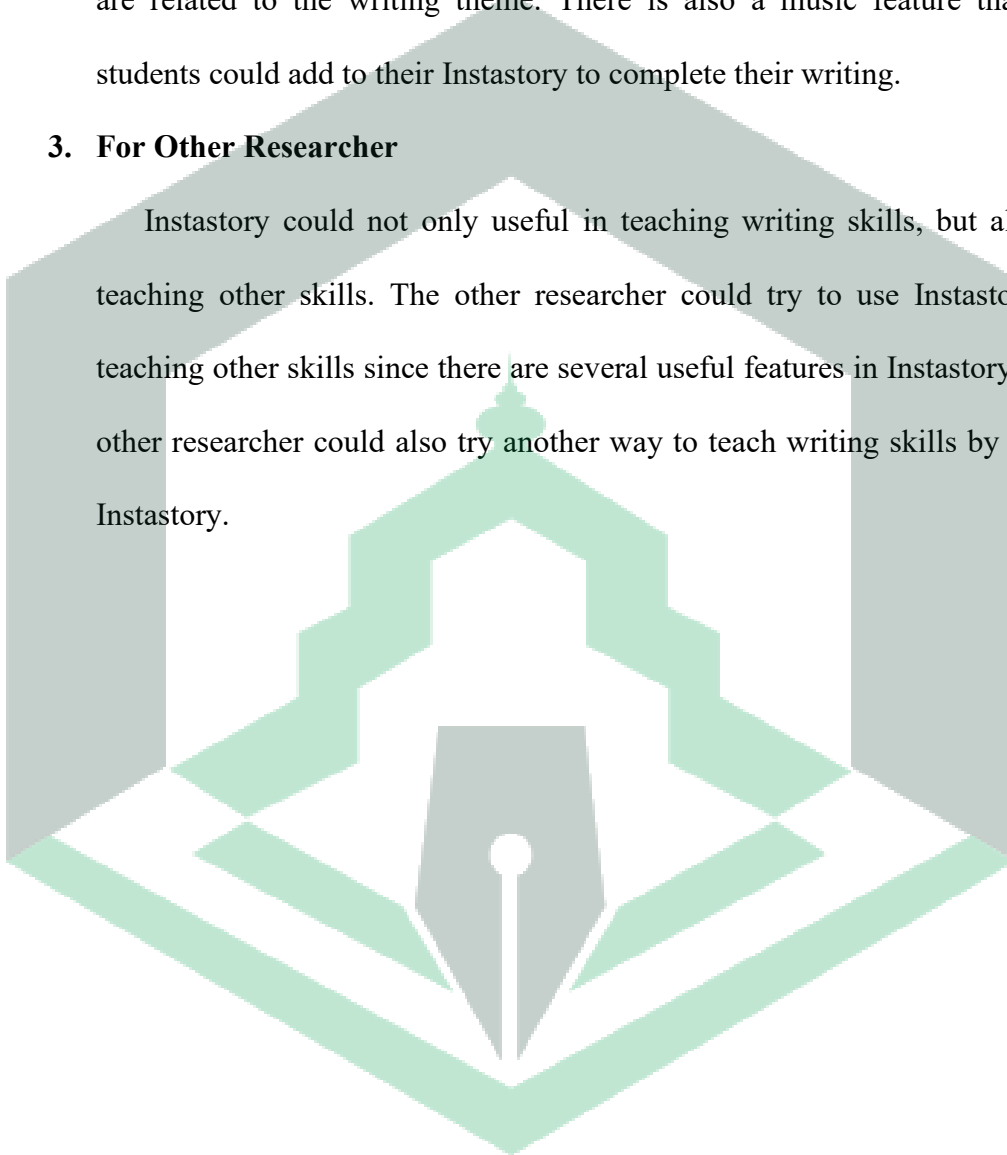 are related to the writing theme. There is also a music feature
students could add to their Instastory to complete their writing.
3. For Other Researcher
Instastory could not only useful in teaching writing skills, but
teaching other skills. The other researcher could try to use
teaching other skills since there are several useful features in Instastory
other researcher could also try another way to teach writing skills by
Instastory.